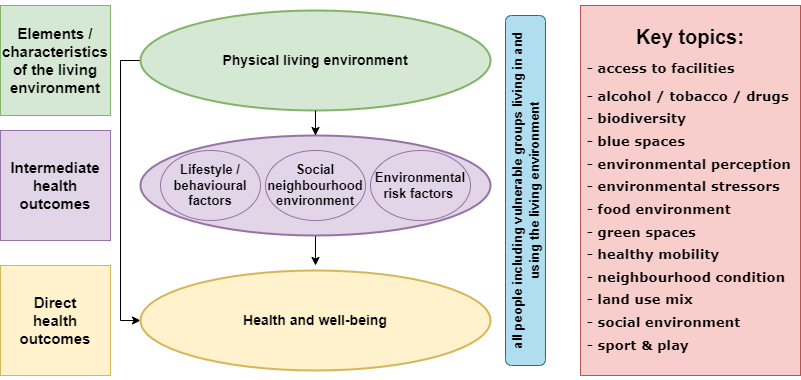 Elements /
characteristics
of the living
environment
Physical living environment
Intermediate
health
outcomes
Lifestyle /
behavioural
factors
Social
neighbourhood
environment
Environmental
risk factors
Direct
health
outcomes
Health and well-being
all people including vulnerable groups living in and
using the living environment
Key topics:
- access to facilities
- alcohol / tobacco / drugs
- biodiversity
- blue spaces
- environmental perception
- environmental stressors
- food environment
- green spaces
- healthy mobility
- neighbourhood condition
- land use mix
- social environment
- sport & play